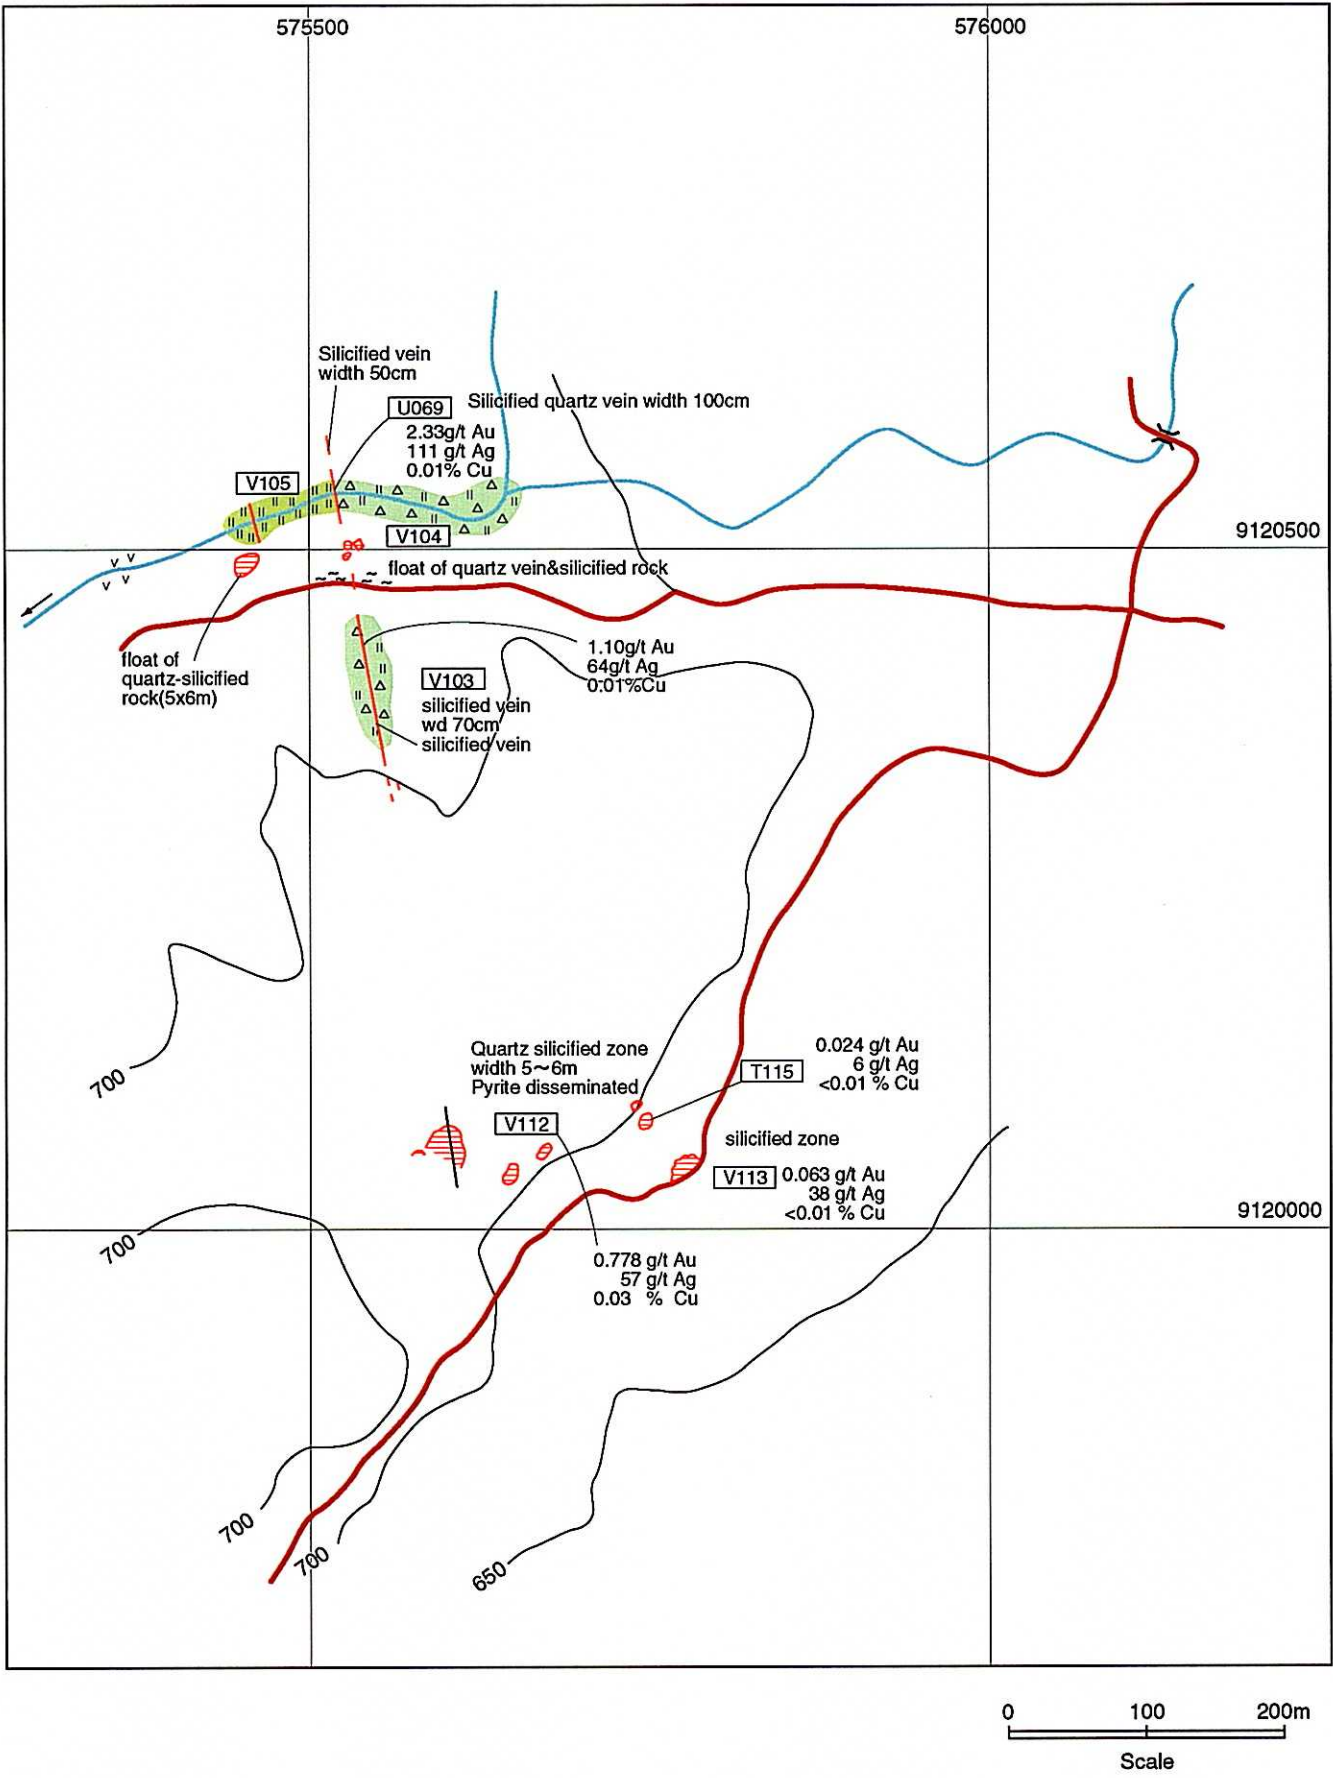 575500
576000
Silicified vein
width 50cm
U069
Silicified quartz vein width 100cm
2.33g/t Au
111 g/t Ag
0.01% Cu
V105
V104
9120500
float of quartz vein&silicified rock
float of
quartz-silicified
rock(5x6m)
1.10g/t Au
64g/t Ag
0.01%Cu
V103
silicified vein
wd 70cm
silicified vein
700
Quartz silicified zone
width 5~6m
Pyrite disseminated
T115
0.024 g/t Au
6 g/t Ag
<0.01 % Cu
V112
silicified zone
V113
0.063 g/t Au
38 g/t Ag
<0.01 % Cu
9120000
700
0.778 g/t Au
57 g/t Ag
0.03 % Cu
700
700
650
0 100 200m
Scale